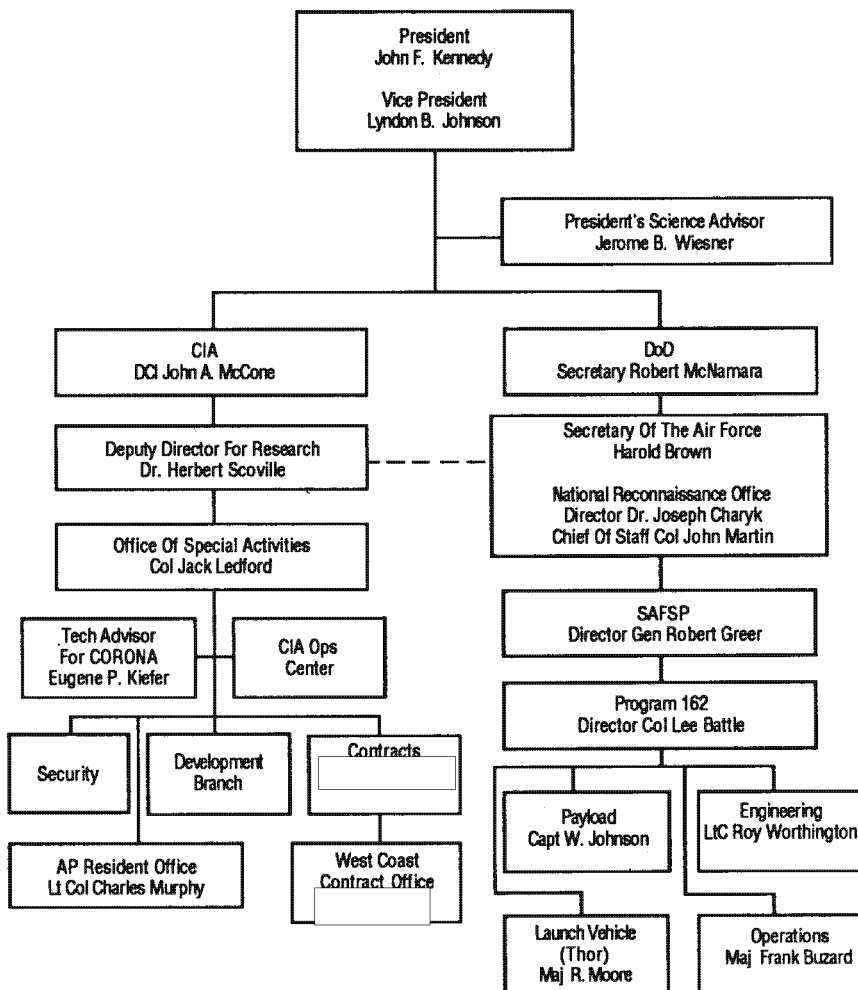 President
John F. Kennedy
Vice President
Lyndon B. Johnson
President's Science Advisor
Jerome B. Wiesner
CIA
DCI John A. McCone
DoD
Secretary Robert McNamara
Deputy Director For Research
Dr. Herbert Scoville
Secretary Of The Air Force
Harold Brown
National Reconnaissance Office
Director Dr. Joseph Charyk
Chief Of Staff Col John Martin
Office Of Special Activities
Col Jack Ledford
SAFSP
Director Gen Robert Greer
Tech Advisor
For CORONA
Eugene P. Kiefer
CIA Ops
Center
Program 162
Director Col Lee Battle
Security
Development
Branch
Contracts
Payload
Capt W. Johnson
Engineering
LtC Roy Worthington
AP Resident Office
Lt Col Charles Murphy
West Coast
Contract Office
Launch Vehicle
(Thor)
Maj R. Moore
Operations
Maj Frank Buzard